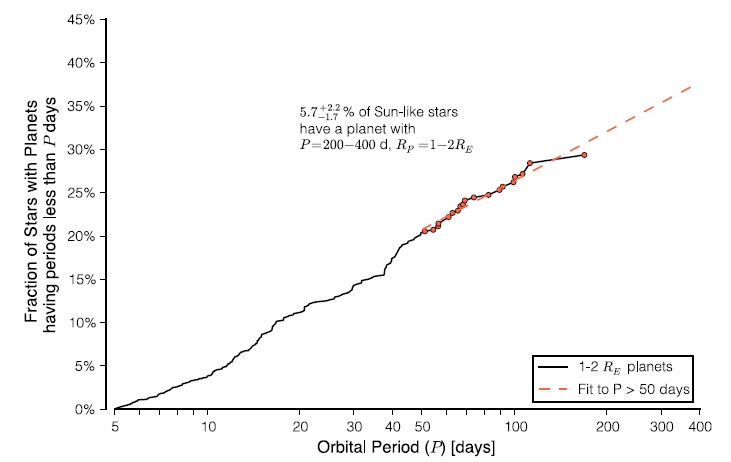 45%
40%
35%
30%
25%
20%
15%
10%
5%
0%
Fraction of Stars with Planets
having periods less than P days
5.7+2.2−1.7% of Sun-like stars
have a planet with
P=200−400 d, RP=1−2RE
1-2 RE planets
Fit to P > 50 days
5 10 20 30 40 50 100 200 300 400
Orbital Period (P) [days]